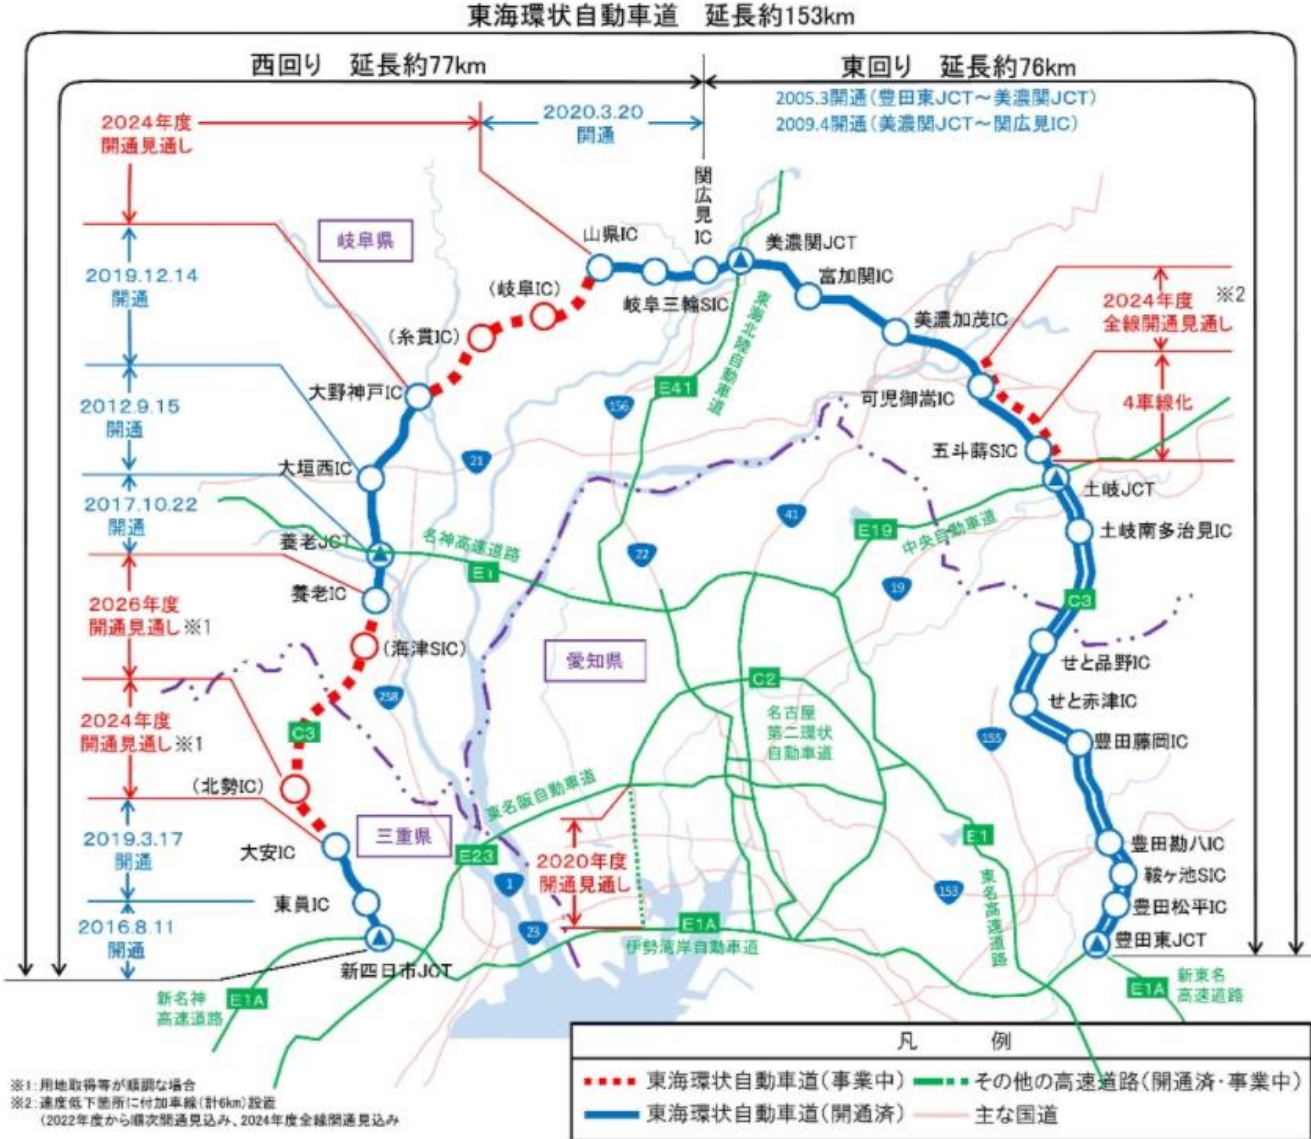 東海環状自動車道　延長約153km
西回り　延長約77km
東回り　延長約76km
2005.3開通(豊田東JCT～美濃関JCT)
2009.4開通(美濃関JCT～関広見IC)
2024年度
開通見通し
2020.3.20
開通
関広見IC
岐阜県
山県IC
美濃関JCT
2019.12.14
開通
(岐阜IC)
岐阜三輪SIC
富加関IC
(糸貫IC)
美濃加茂IC
2024年度
全線開通見通し
※2
東海北陸自動車道
大野神戸IC
E41
可児御嵩IC
4車線化
2012.9.15
開通
156
五斗蒔SIC
大垣西IC
21
土岐JCT
2017.10.22
開通
41
E19
中央自動車道
土岐南多治見IC
養老JCT
名神高速道路
22
E1
19
C3
養老IC
2026年度
開通見通し※1
(海津SIC)
愛知県
せと品野IC
C2
258
せと赤津IC
2024年度
開通見通し※1
C3
名古屋
第二環状
自動車道
155
豊田藤岡IC
(北勢IC)
東名阪自動車道
三重県
2019.3.17
開通
大安IC
E23
2020年度
開通見通し
E1
豊田勘八IC
鞍ヶ池SIC
東員IC
1
153
東名高速道路
豊田松平IC
2016.8.11
開通
23
E1A
伊勢湾岸自動車道
豊田東JCT
新四日市JCT
新名神
高速道路
E1A
E1A
新東名
高速道路
凡　例
東海環状自動車道(事業中)
その他の高速道路(開通済・事業中)
東海環状自動車道(開通済)
主な国道
※1:用地取得等が順調な場合
※2:速度低下箇所に付加車線(計6km)設置
(2022年度から順次開通見込み、2024年度全線開通見込み